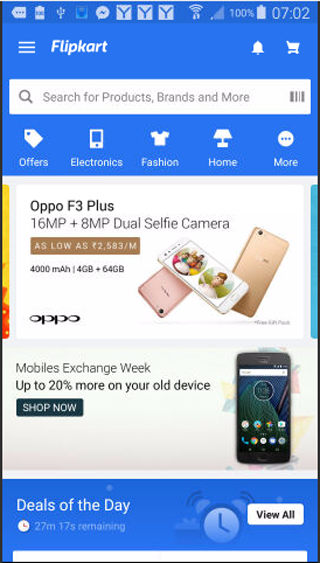 100% 07:02
Flipkart
Search for Products, Brands and More
Offers Electronics Fashion Home More
Oppo F3 Plus
16MP + 8MP Dual Selfie Camera
AS LOW AS ₹2,583/M
4000 mAh | 4GB + 64GB
oppo
*Free Gift Pack
Mobiles Exchange Week
Up to 20% more on your old device
SHOP NOW
Deals of the Day
27m 17s remaining
View All